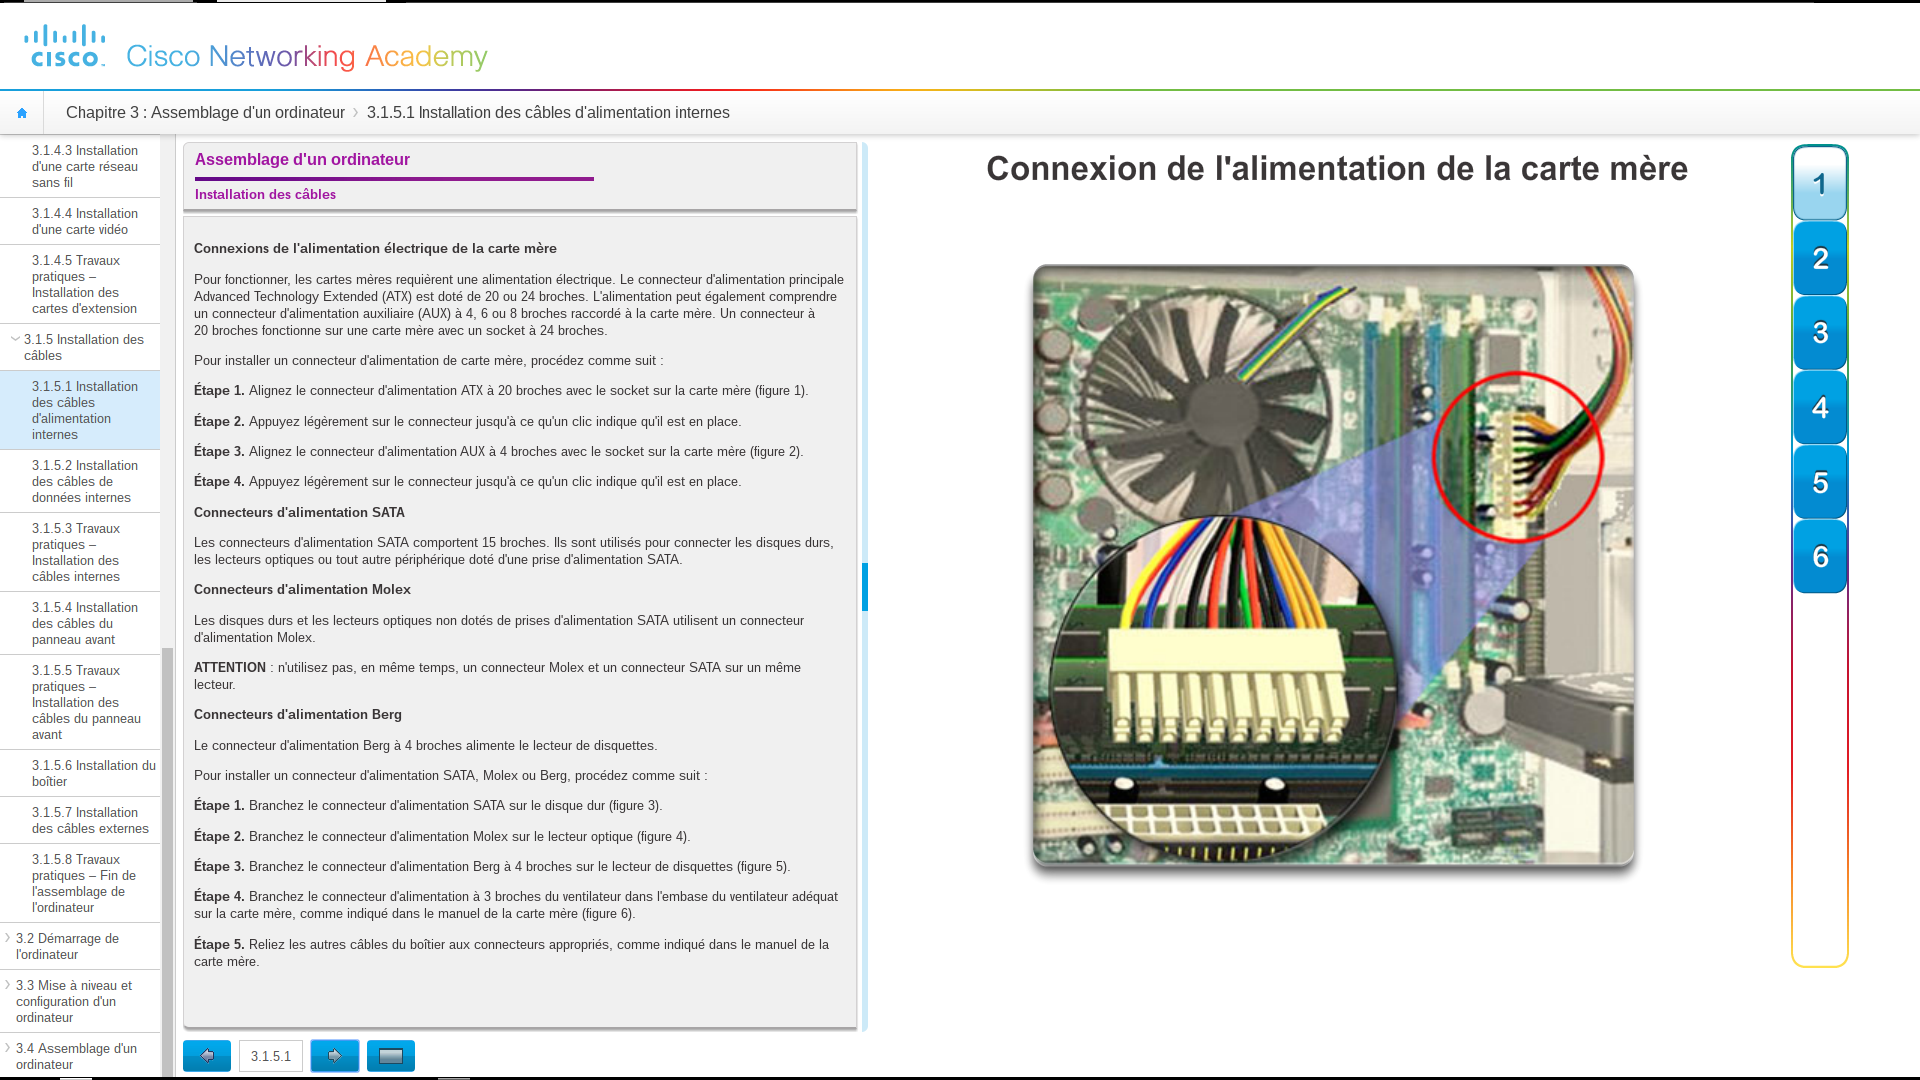 cisco
Cisco Networking Academy
Chapitre 3 : Assemblage d'un ordinateur
3.1.5.1 Installation des câbles d'alimentation internes
3.1.4.3 Installation
d'une carte réseau
sans fil
3.1.4.4 Installation
d'une carte vidéo
3.1.4.5 Travaux
pratiques –
Installation des
cartes d'extension
3.1.5 Installation des
câbles
3.1.5.1 Installation
des câbles
d'alimentation
internes
3.1.5.2 Installation
des câbles de
données internes
3.1.5.3 Travaux
pratiques –
Installation des
câbles internes
3.1.5.4 Installation
des câbles du
panneau avant
3.1.5.5 Travaux
pratiques –
Installation des
câbles du panneau
avant
3.1.5.6 Installation du
boîtier
3.1.5.7 Installation
des câbles externes
3.1.5.8 Travaux
pratiques – Fin de
l'assemblage de
l'ordinateur
3.2 Démarrage de
l'ordinateur
3.3 Mise à niveau et
configuration d'un
ordinateur
3.4 Assemblage d'un
ordinateur
Assemblage d'un ordinateur
Installation des câbles
Connexions de l'alimentation électrique de la carte mère
Pour fonctionner, les cartes mères requièrent une alimentation électrique. Le connecteur d'alimentation principale
Advanced Technology Extended (ATX) est doté de 20 ou 24 broches. L'alimentation peut également comprendre
un connecteur d'alimentation auxiliaire (AUX) à 4, 6 ou 8 broches raccordé à la carte mère. Un connecteur à
20 broches fonctionne sur une carte mère avec un socket à 24 broches.
Pour installer un connecteur d'alimentation de carte mère, procédez comme suit :
Étape 1. Alignez le connecteur d'alimentation ATX à 20 broches avec le socket sur la carte mère (figure 1).
Étape 2. Appuyez légèrement sur le connecteur jusqu'à ce qu'un clic indique qu'il est en place.
Étape 3. Alignez le connecteur d'alimentation AUX à 4 broches avec le socket sur la carte mère (figure 2).
Étape 4. Appuyez légèrement sur le connecteur jusqu'à ce qu'un clic indique qu'il est en place.
Connecteurs d'alimentation SATA
Les connecteurs d'alimentation SATA comportent 15 broches. Ils sont utilisés pour connecter les disques durs,
les lecteurs optiques ou tout autre périphérique doté d'une prise d'alimentation SATA.
Connecteurs d'alimentation Molex
Les disques durs et les lecteurs optiques non dotés de prises d'alimentation SATA utilisent un connecteur
d'alimentation Molex.
ATTENTION : n'utilisez pas, en même temps, un connecteur Molex et un connecteur SATA sur un même
lecteur.
Connecteurs d'alimentation Berg
Le connecteur d'alimentation Berg à 4 broches alimente le lecteur de disquettes.
Pour installer un connecteur d'alimentation SATA, Molex ou Berg, procédez comme suit :
Étape 1. Branchez le connecteur d'alimentation SATA sur le disque dur (figure 3).
Étape 2. Branchez le connecteur d'alimentation Molex sur le lecteur optique (figure 4).
Étape 3. Branchez le connecteur d'alimentation Berg à 4 broches sur le lecteur de disquettes (figure 5).
Étape 4. Branchez le connecteur d'alimentation à 3 broches du ventilateur dans l'embase du ventilateur adéquat
sur la carte mère, comme indiqué dans le manuel de la carte mère (figure 6).
Étape 5. Reliez les autres câbles du boîtier aux connecteurs appropriés, comme indiqué dans le manuel de la
carte mère.
3.1.5.1
Connexion de l'alimentation de la carte mère
1
2
3
4
5
6